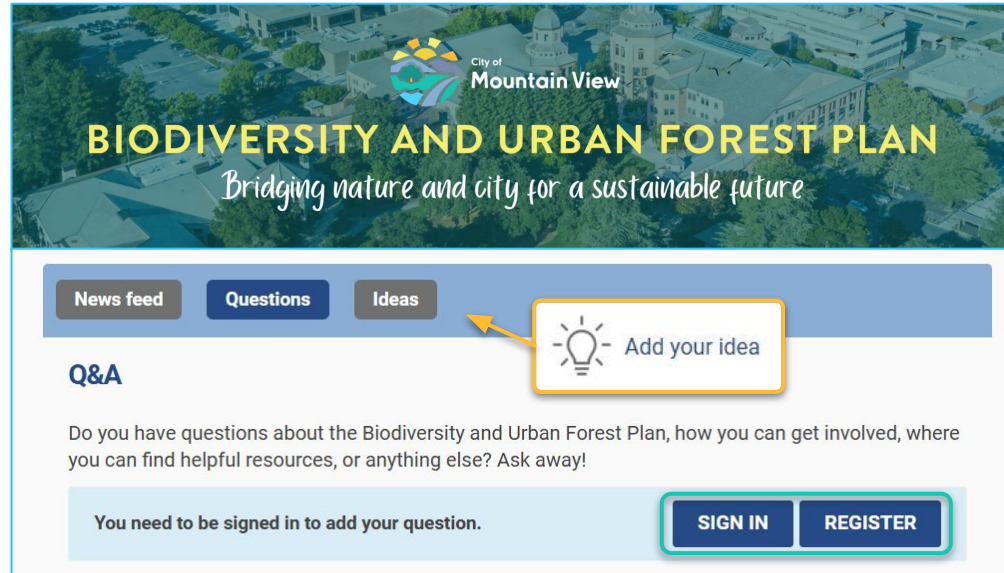 City of
Mountain View
BIODIVERSITY AND URBAN FOREST PLAN
Bridging nature and city for a sustainable future
News feed
Questions
Ideas
Add your idea
Q&A
Do you have questions about the Biodiversity and Urban Forest Plan, how you can get involved, where
you can find helpful resources, or anything else? Ask away!
You need to be signed in to add your question.
SIGN IN
REGISTER